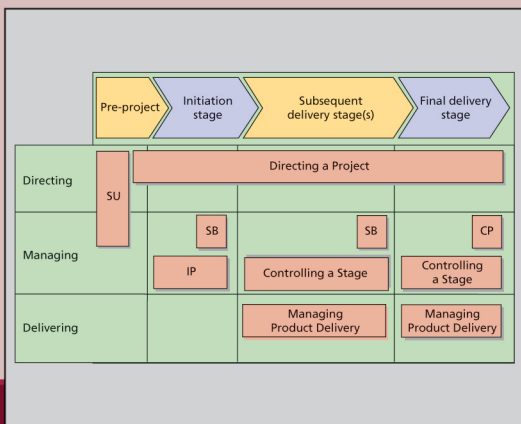 Pre-project
Initiation
stage
Subsequent
delivery stage(s)
Final delivery
stage
Directing
SU
Directing a Project
Managing
SB
SB
CP
IP
Controlling a Stage
Controlling
a Stage
Delivering
Managing
Product Delivery
Managing
Product Delivery